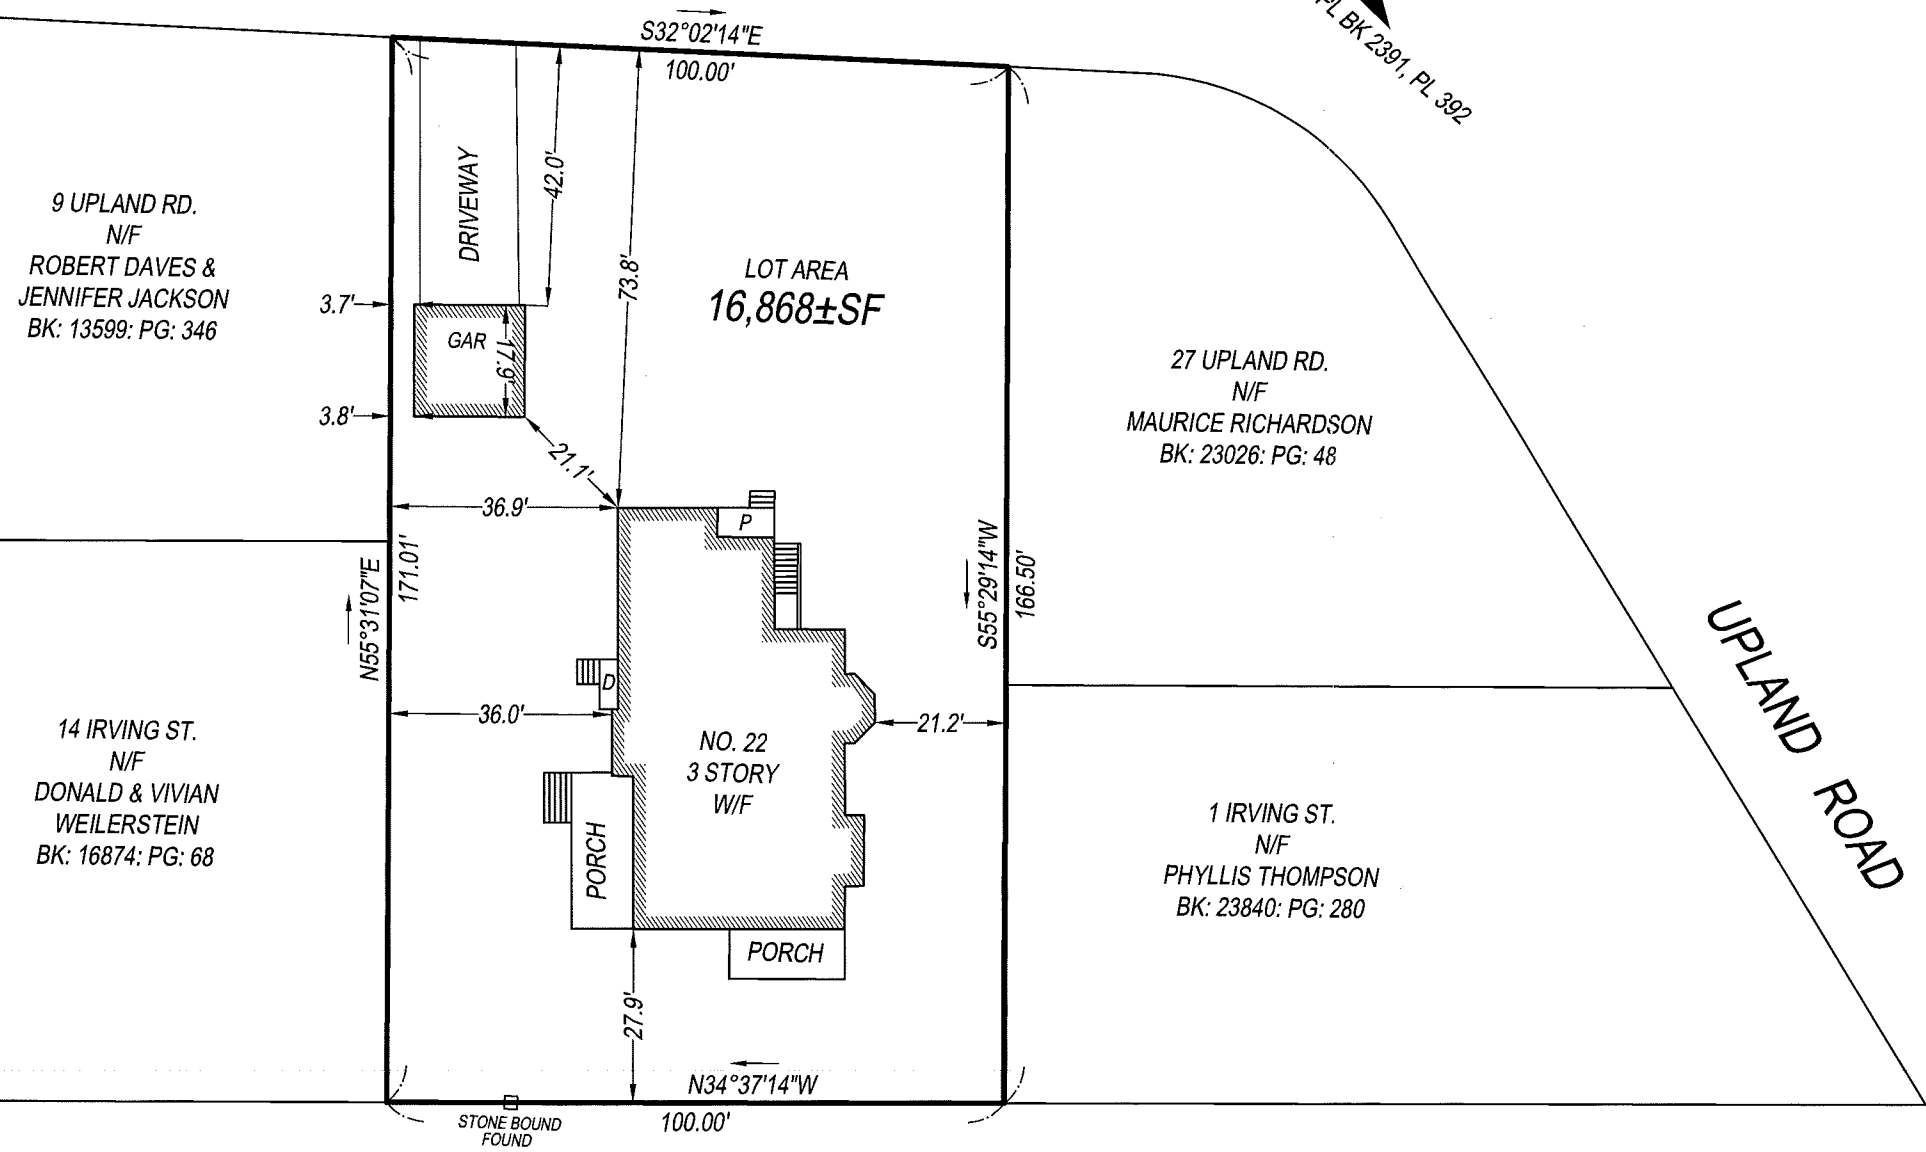 S32°02'14"E
100.00'
PL BK 2391, PL 392
DRIVEWAY
42.0'
73.8'
9 UPLAND RD.
N/F
ROBERT DAVES &
JENNIFER JACKSON
BK: 13599: PG: 346
3.7'
GAR
17.9'
3.8'
21.1'
LOT AREA
16,868±SF
27 UPLAND RD.
N/F
MAURICE RICHARDSON
BK: 23026: PG: 48
36.9'
P
N55°31'07"E
171.01'
S55°29'14"W
166.50'
D
36.0'
21.2'
NO. 22
3 STORY
W/F
14 IRVING ST.
N/F
DONALD & VIVIAN
WEILERSTEIN
BK: 16874: PG: 68
PORCH
PORCH
1 IRVING ST.
N/F
PHYLLIS THOMPSON
BK: 23840: PG: 280
UPLAND ROAD
27.9'
N34°37'14"W
100.00'
STONE BOUND
FOUND